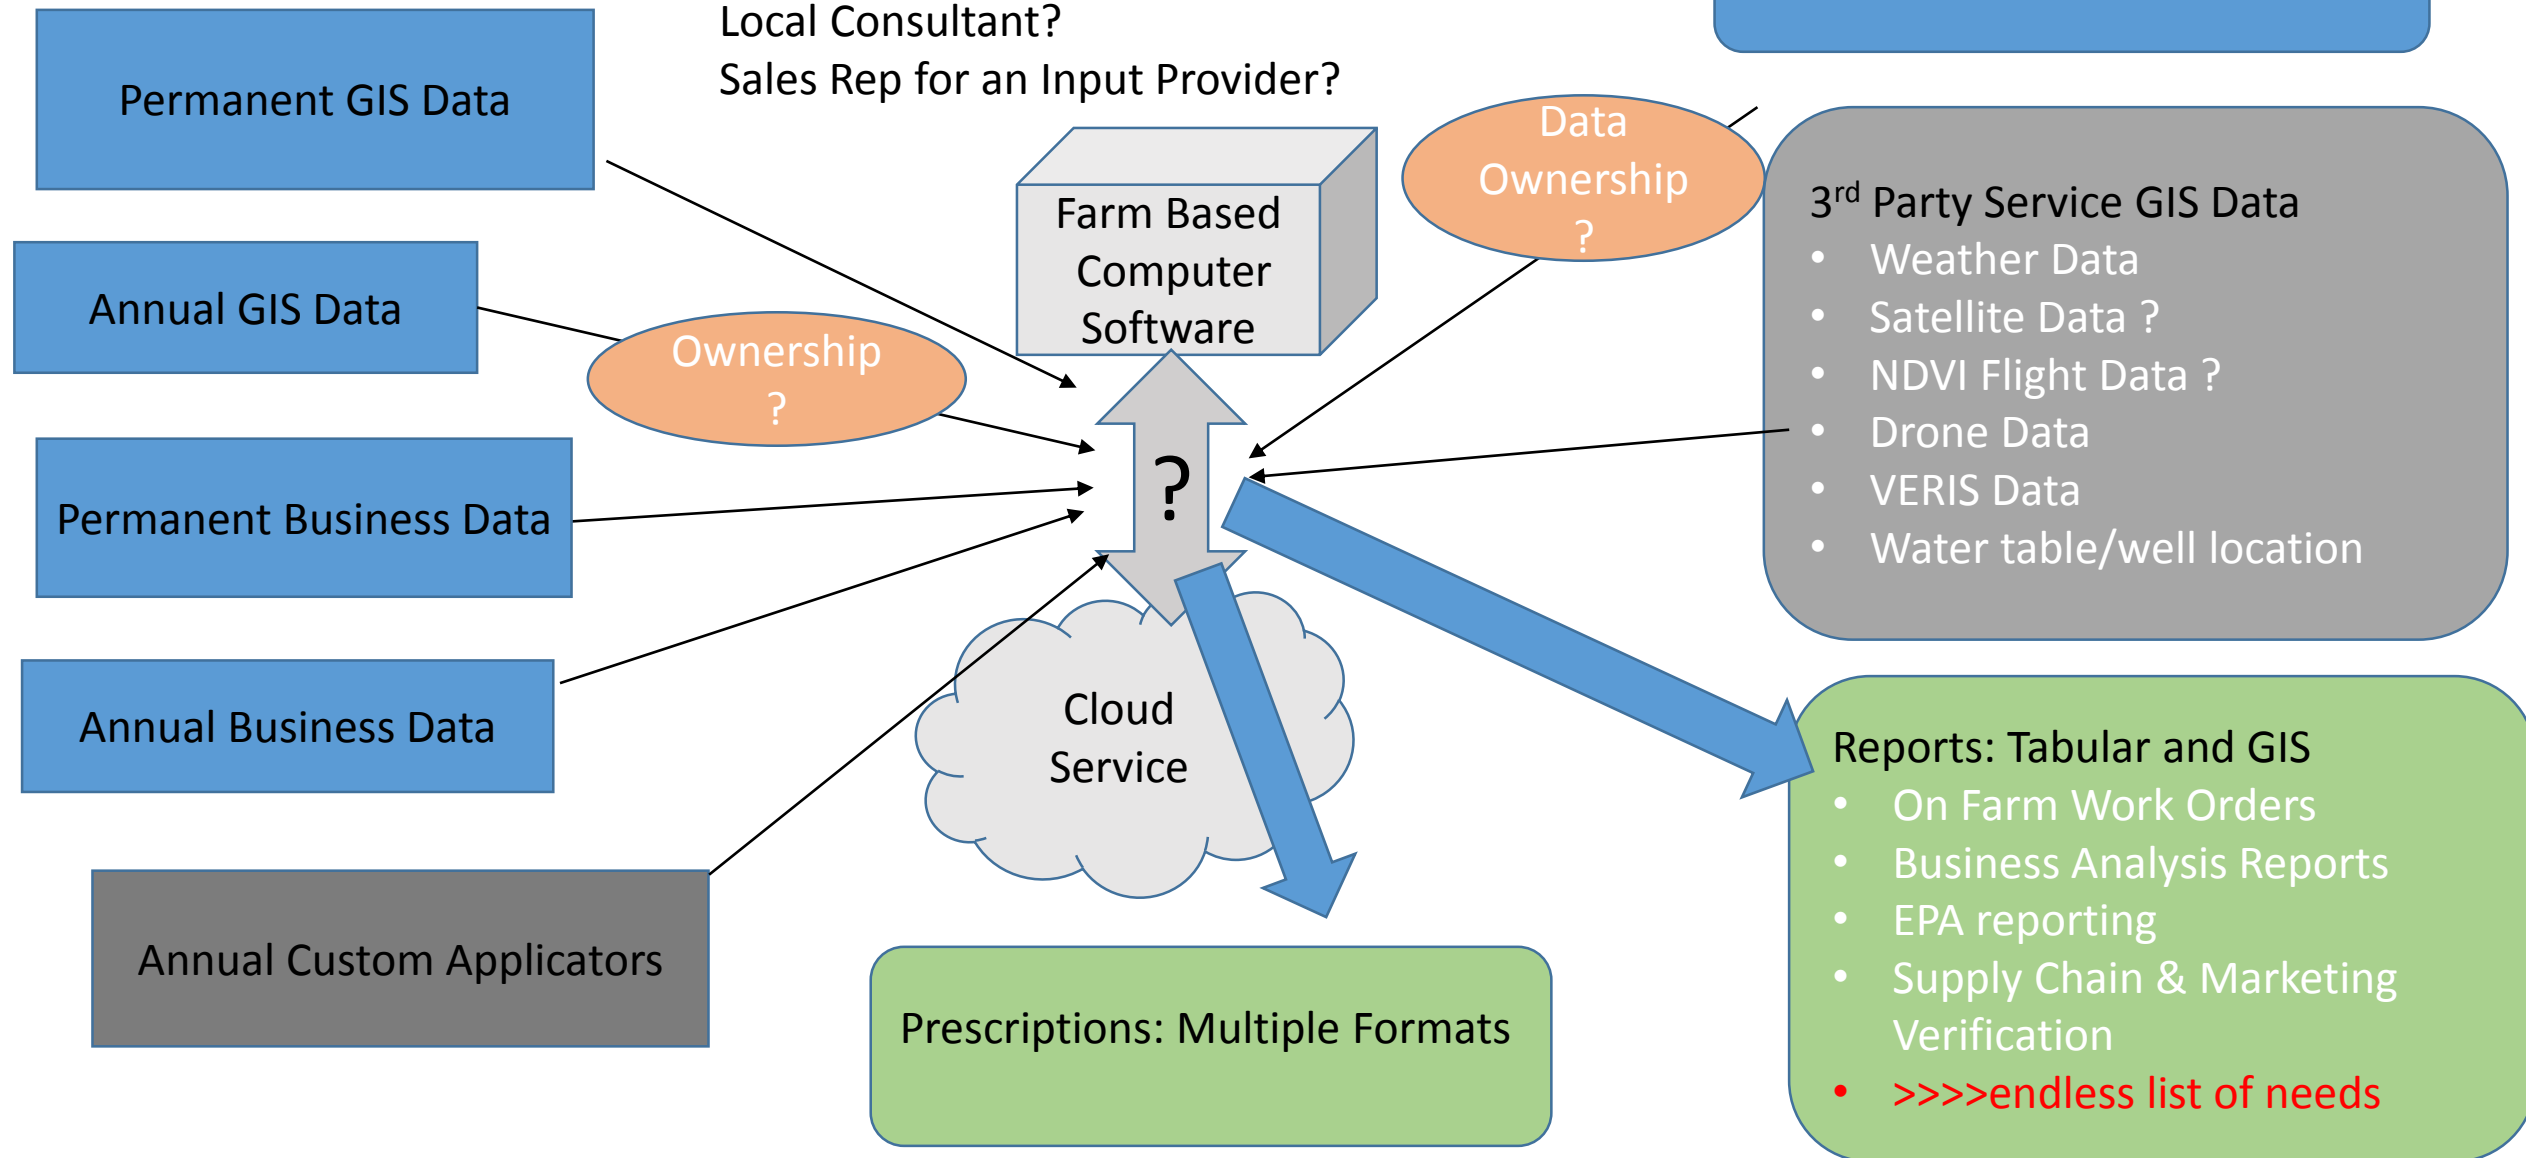 Local Consultant?
Sales Rep for an Input Provider?
Permanent GIS Data
Annual GIS Data
Permanent Business Data
Annual Business Data
Annual Custom Applicators
Ownership
?
Farm Based
Computer
Software
?
Cloud
Service
Data
Ownership
?
3rd Party Service GIS Data
• Weather Data
• Satellite Data ?
• NDVI Flight Data ?
• Drone Data
• VERIS Data
• Water table/well location
Prescriptions: Multiple Formats
Reports: Tabular and GIS
• On Farm Work Orders
• Business Analysis Reports
• EPA reporting
• Supply Chain & Marketing
Verification
• >>>>endless list of needs